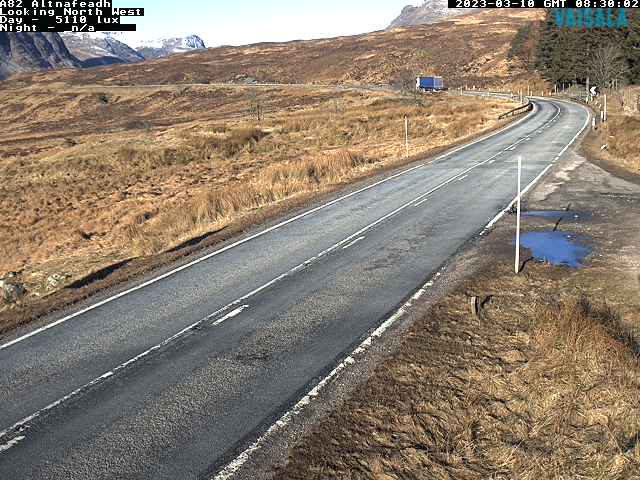 A82 Altnafeadh
Looking North West
Day - 5110 lux
Night - n/a
2023-03-10 GMT 08:30:02
VAISALA